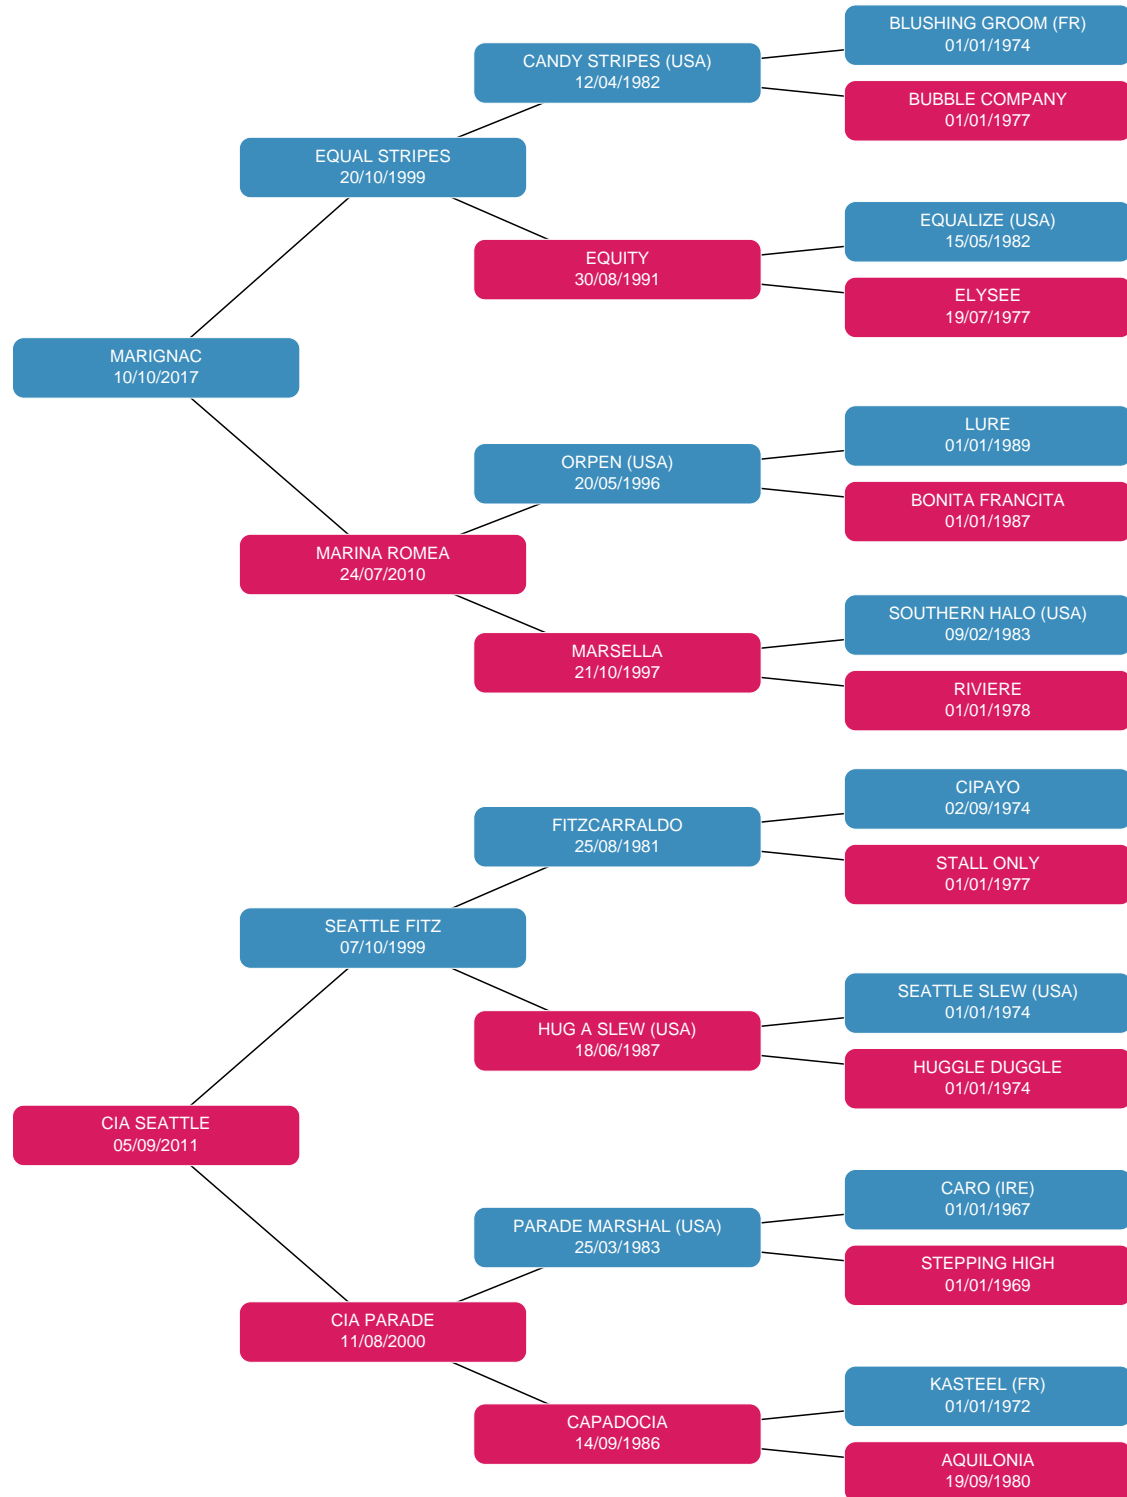 BLUSHING GROOM (FR)
01/01/1974
CANDY STRIPES (USA)
12/04/1982
BUBBLE COMPANY
01/01/1977
EQUAL STRIPES
20/10/1999
EQUALIZE (USA)
15/05/1982
EQUITY
30/08/1991
ELYSEE
19/07/1977
MARIGNAC
10/10/2017
LURE
01/01/1989
ORPEN (USA)
20/05/1996
BONITA FRANCITA
01/01/1987
MARINA ROMEA
24/07/2010
SOUTHERN HALO (USA)
09/02/1983
MARSELLA
21/10/1997
RIVIERE
01/01/1978
CIPAYO
02/09/1974
FITZCARRALDO
25/08/1981
STALL ONLY
01/01/1977
SEATTLE FITZ
07/10/1999
SEATTLE SLEW (USA)
01/01/1974
HUG A SLEW (USA)
18/06/1987
HUGGLE DUGGLE
01/01/1974
CIA SEATTLE
05/09/2011
CARO (IRE)
01/01/1967
PARADE MARSHAL (USA)
25/03/1983
STEPPING HIGH
01/01/1969
CIA PARADE
11/08/2000
KASTEEL (FR)
01/01/1972
CAPADOCIA
14/09/1986
AQUILONIA
19/09/1980